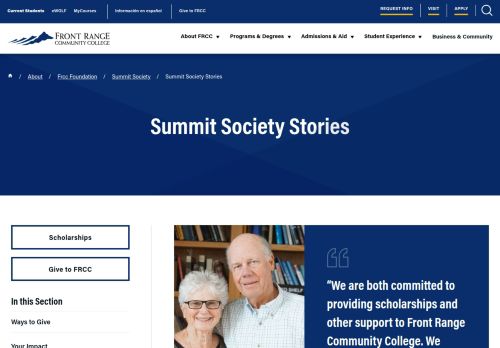 Current Students eWOLF MyCourses Información en español Give to FRCC REQUEST INFO VISIT APPLY
FRONT RANGE
COMMUNITY COLLEGE
About FRCC Programs & Degrees Admissions & Aid Student Experience Business & Community
/ About / Frcc Foundation / Summit Society / Summit Society Stories
Summit Society Stories
Scholarships
Give to FRCC
In this Section
Ways to Give
Your Impact
“We are both committed to
providing scholarships and
other support to Front Range
Community College. We